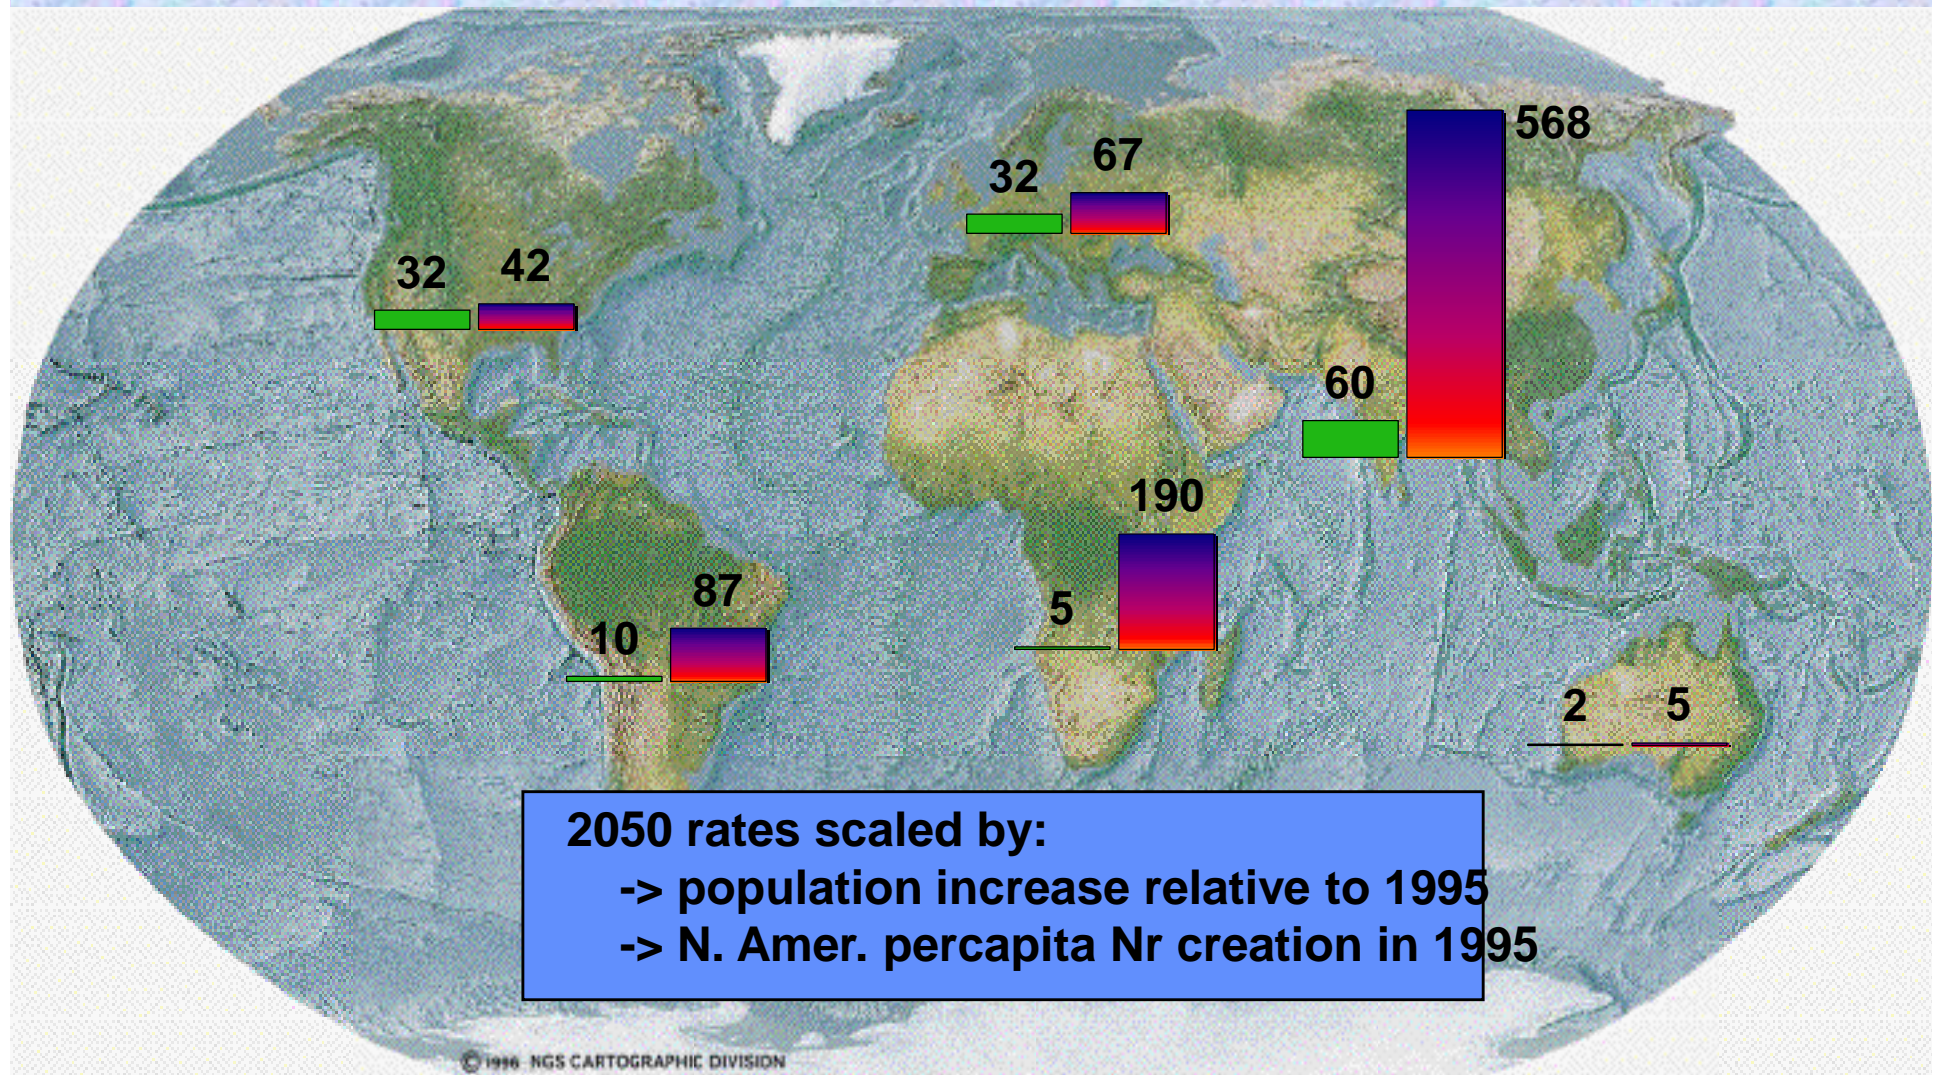 568
32 67
32 42
60
190
87
5
10
2 5
2050 rates scaled by:
-> population increase relative to 1995
-> N. Amer. percapita Nr creation in 1995
© 1996 NGS CARTOGRAPHIC DIVISION